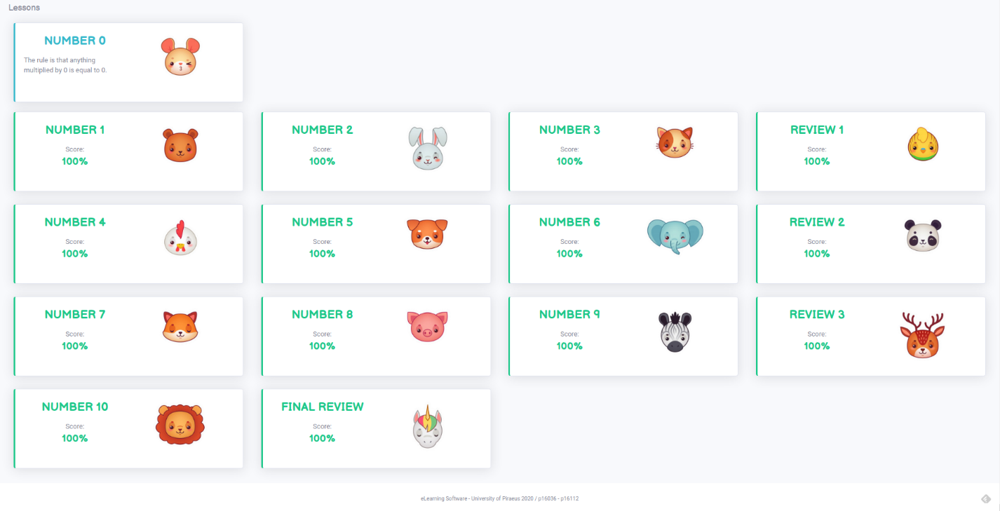 Lessons
NUMBER 0
The rule is that anything
multiplied by 0 is equal to 0.
NUMBER 1
Score:
100%
NUMBER 2
Score:
100%
NUMBER 3
Score:
100%
REVIEW 1
Score:
100%
NUMBER 4
Score:
100%
NUMBER 5
Score:
100%
NUMBER 6
Score:
100%
REVIEW 2
Score:
100%
NUMBER 7
Score:
100%
NUMBER 8
Score:
100%
NUMBER 9
Score:
100%
REVIEW 3
Score:
100%
NUMBER 10
Score:
100%
FINAL REVIEW
Score:
100%
eLearning Software - University of Piraeus 2020 / p16036 - p16112